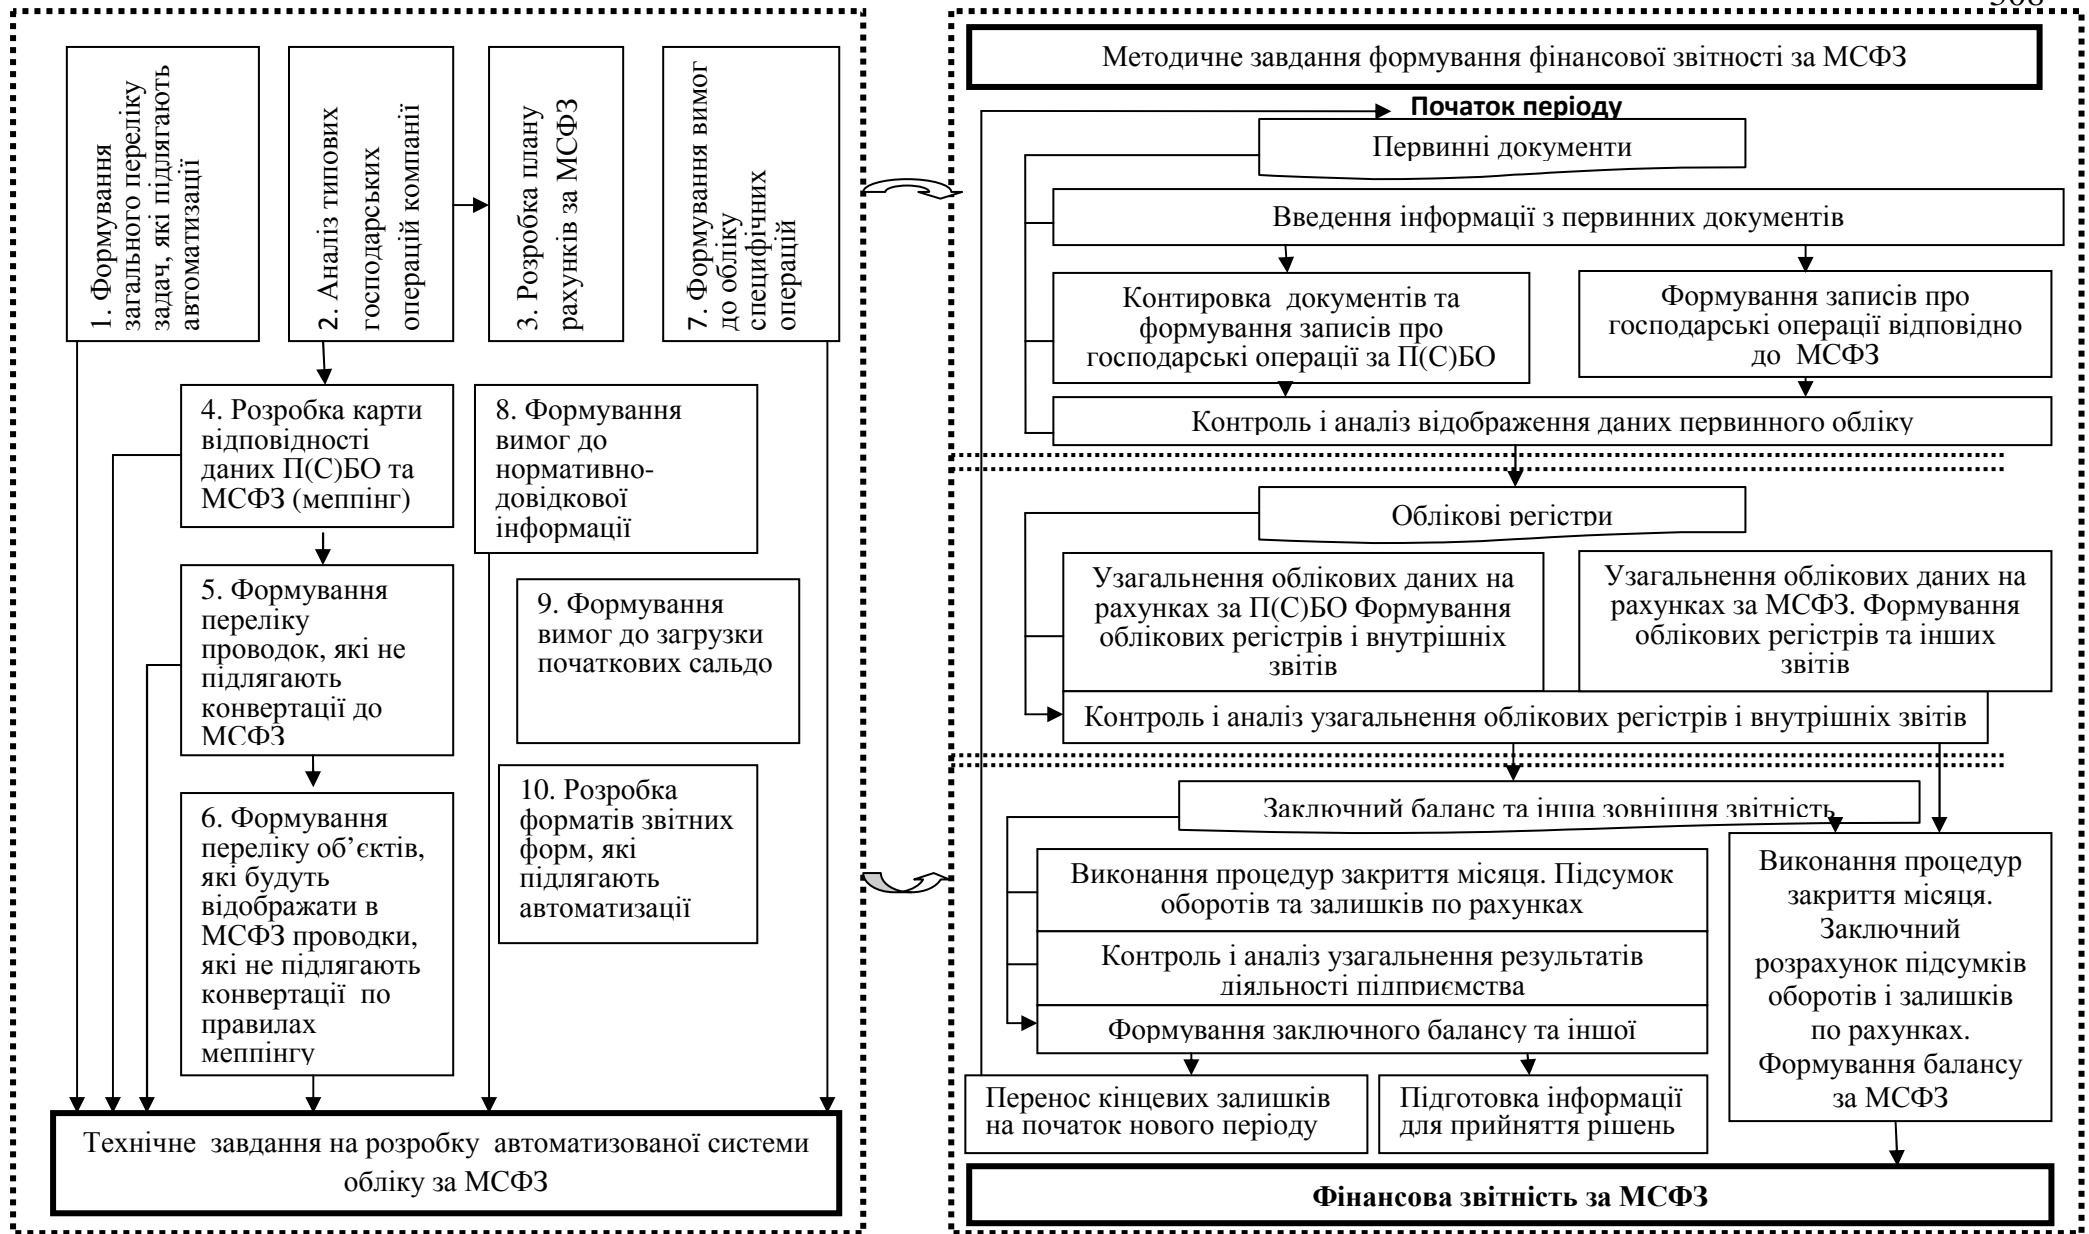 308
1. Формування
загального переліку
задач, які підлягають
автоматизації
2. Аналіз типових
господарських
операцій компанії
3. Розробка плану
рахунків за МСФЗ
7. Формування вимог
до обліку
специфічних
операцій
4. Розробка карти
відповідності
даних П(С)БО та
МСФЗ (меппінг)
8. Формування
вимог до
нормативно-
довідкової
інформації
5. Формування
переліку
проводок, які не
підлягають
конвертації до
МСФЗ
9. Формування
вимог до загрузки
початкових сальдо
6. Формування
переліку об’єктів,
які будуть
відображати в
МСФЗ проводки,
які не підлягають
конвертації по
правилах
меппінгу
10. Розробка
форматів звітних
форм, які
підлягають
автоматизації
Технічне завдання на розробку автоматизованої системи
обліку за МСФЗ
Методичне завдання формування фінансової звітності за МСФЗ
Початок періоду
Первинні документи
Введення інформації з первинних документів
Контировка документів та
формування записів про
господарські операції за П(С)БО
Формування записів про
господарські операції відповідно
до МСФЗ
Контроль і аналіз відображення даних первинного обліку
Облікові регістри
Узагальнення облікових даних на
рахунках за П(С)БО Формування
облікових регістрів і внутрішніх
звітів
Узагальнення облікових даних на
рахунках за МСФЗ. Формування
облікових регістрів та інших
звітів
Контроль і аналіз узагальнення облікових регістрів і внутрішніх звітів
Заключний баланс та інша зовнішня звітність
Виконання процедур закриття місяця. Підсумок
оборотів та залишків по рахунках
Контроль і аналіз узагальнення результатів
діяльності підприємства
Формування заключного балансу та іншої
Перенос кінцевих залишків
на початок нового періоду
Підготовка інформації
для прийняття рішень
Виконання процедур
закриття місяця.
Заключний
розрахунок підсумків
оборотів і залишків
по рахунках.
Формування балансу
за МСФЗ
Фінансова звітність за МСФЗ